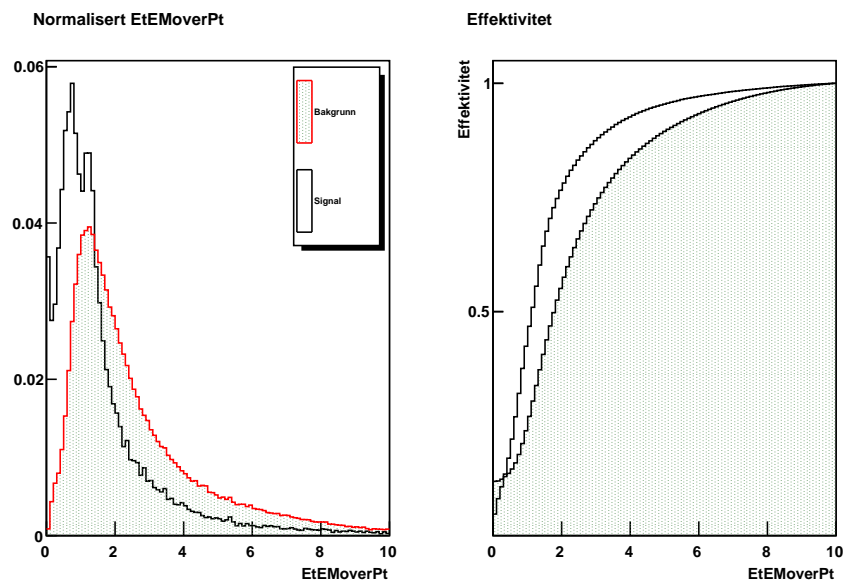 Normalisert EtEMoverPt
0.06
0.04
0.02
0
0 2 4 6 8 10
EtEMoverPt
Bakgrunn
Signal
Effektivitet
Effektivitet
1
0.5
0 2 4 6 8 10
EtEMoverPt